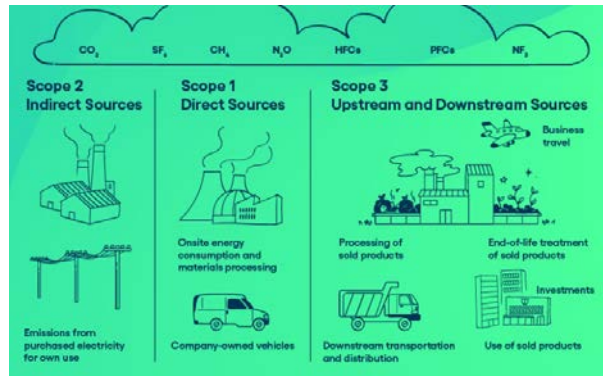 CO₂ SF₆ CH₄ N₂O HFCs PFCs NF₃
Scope 2
Indirect Sources
Emissions from
purchased electricity
for own use
Scope 1
Direct Sources
Onsite energy
consumption and
materials processing
Company-owned vehicles
Scope 3
Upstream and Downstream Sources
Business
travel
Processing of
sold products
End-of-life treatment
of sold products
Downstream transportation
and distribution
Investments
Use of sold products